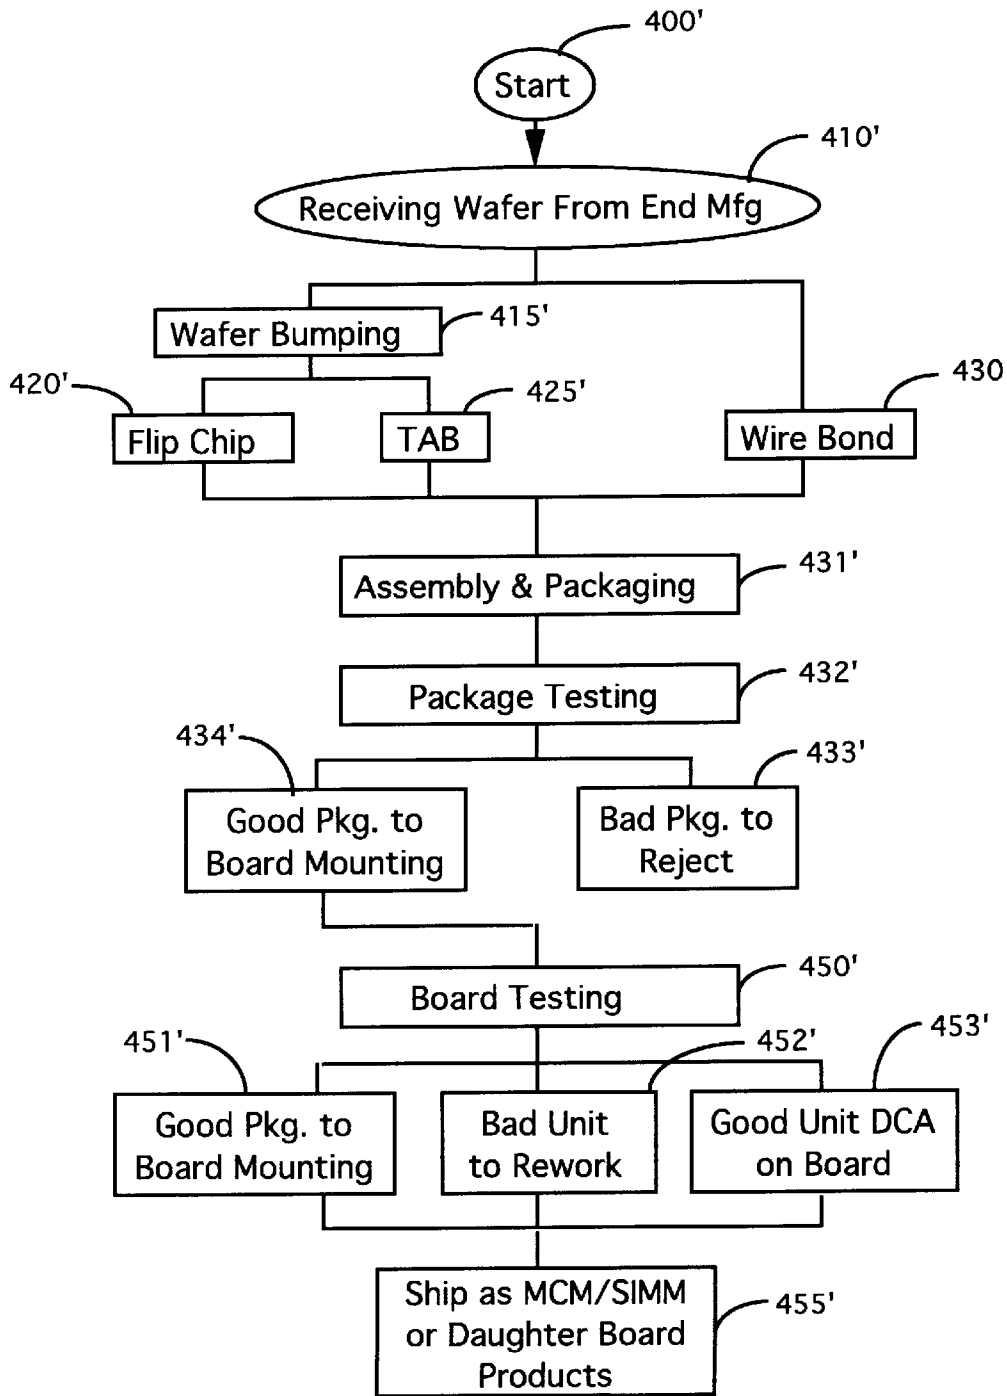 400'
Start
410'
Receiving Wafer From End Mfg
Wafer Bumping
415'
420'
425'
430
Flip Chip
TAB
Wire Bond
431'
Assembly & Packaging
432'
Package Testing
434'
433'
Good Pkg. to
Board Mounting
Bad Pkg. to
Reject
450'
Board Testing
451'
452'
453'
Good Pkg. to
Board Mounting
Bad Unit
to Rework
Good Unit DCA
on Board
Ship as MCM/SIMM
or Daughter Board
Products
455'